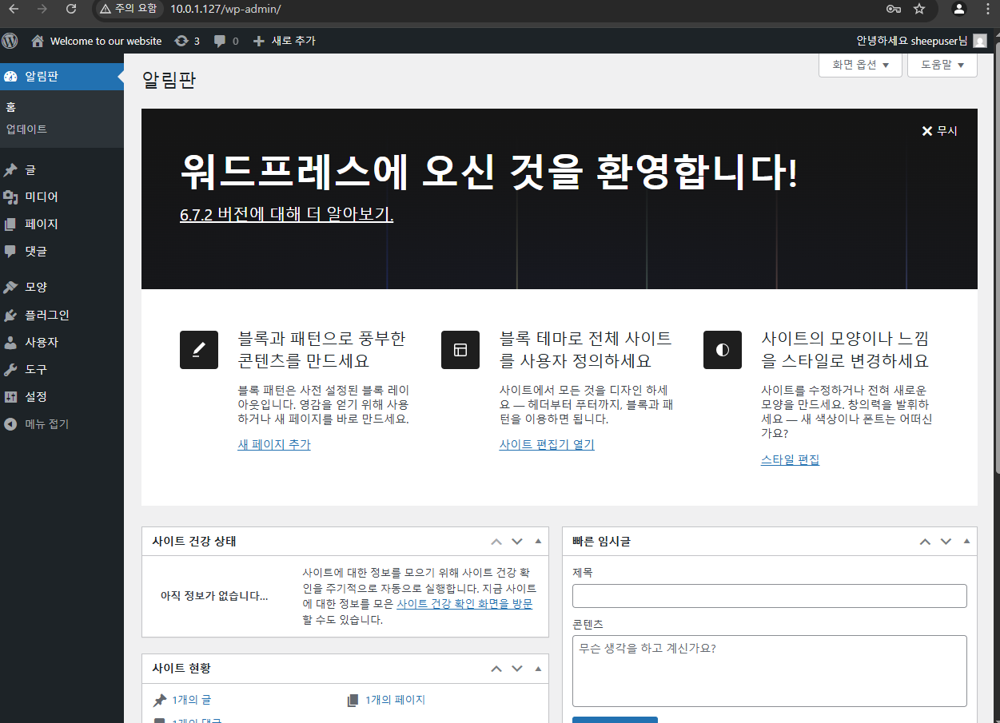 주의 요함
10.0.1.127/wp-admin/
Welcome to our website
3
0
새로 추가
안녕하세요 sheepuser님
알림판
홈
업데이트
글
미디어
페이지
댓글
모양
플러그인
사용자
도구
설정
메뉴 접기
알림판
화면 옵션 ▼
도움말 ▼
무시
워드프레스에 오신 것을 환영합니다!
6.7.2 버전에 대해 더 알아보기.
블록과 패턴으로 풍부한
콘텐츠를 만드세요
블록 패턴은 사전 설정된 블록 레이
아웃입니다. 영감을 얻기 위해 사용
하거나 새 페이지를 바로 만드세요.
새 페이지 추가
블록 테마로 전체 사이트
를 사용자 정의하세요
사이트에서 모든 것을 디자인 하세
요 — 헤더부터 푸터까지, 블록과 패
턴을 이용하면 됩니다.
사이트 편집기 열기
사이트의 모양이나 느낌
을 스타일로 변경하세요
사이트를 수정하거나 전혀 새로운
모양을 만드세요. 창의력을 발휘하
세요 — 새 색상이나 폰트는 어떠신
가요?
스타일 편집
사이트 건강 상태
아직 정보가 없습니다...
사이트에 대한 정보를 모으기 위해 사이트 건강 확
인을 주기적으로 자동으로 실행합니다. 지금 사이트
에 대한 정보를 모은 사이트 건강 확인 화면을 방문
할 수도 있습니다.
사이트 현황
1개의 글
1개의 페이지
1개의 댓글
빠른 임시글
제목
콘텐츠
무슨 생각을 하고 계신가요?